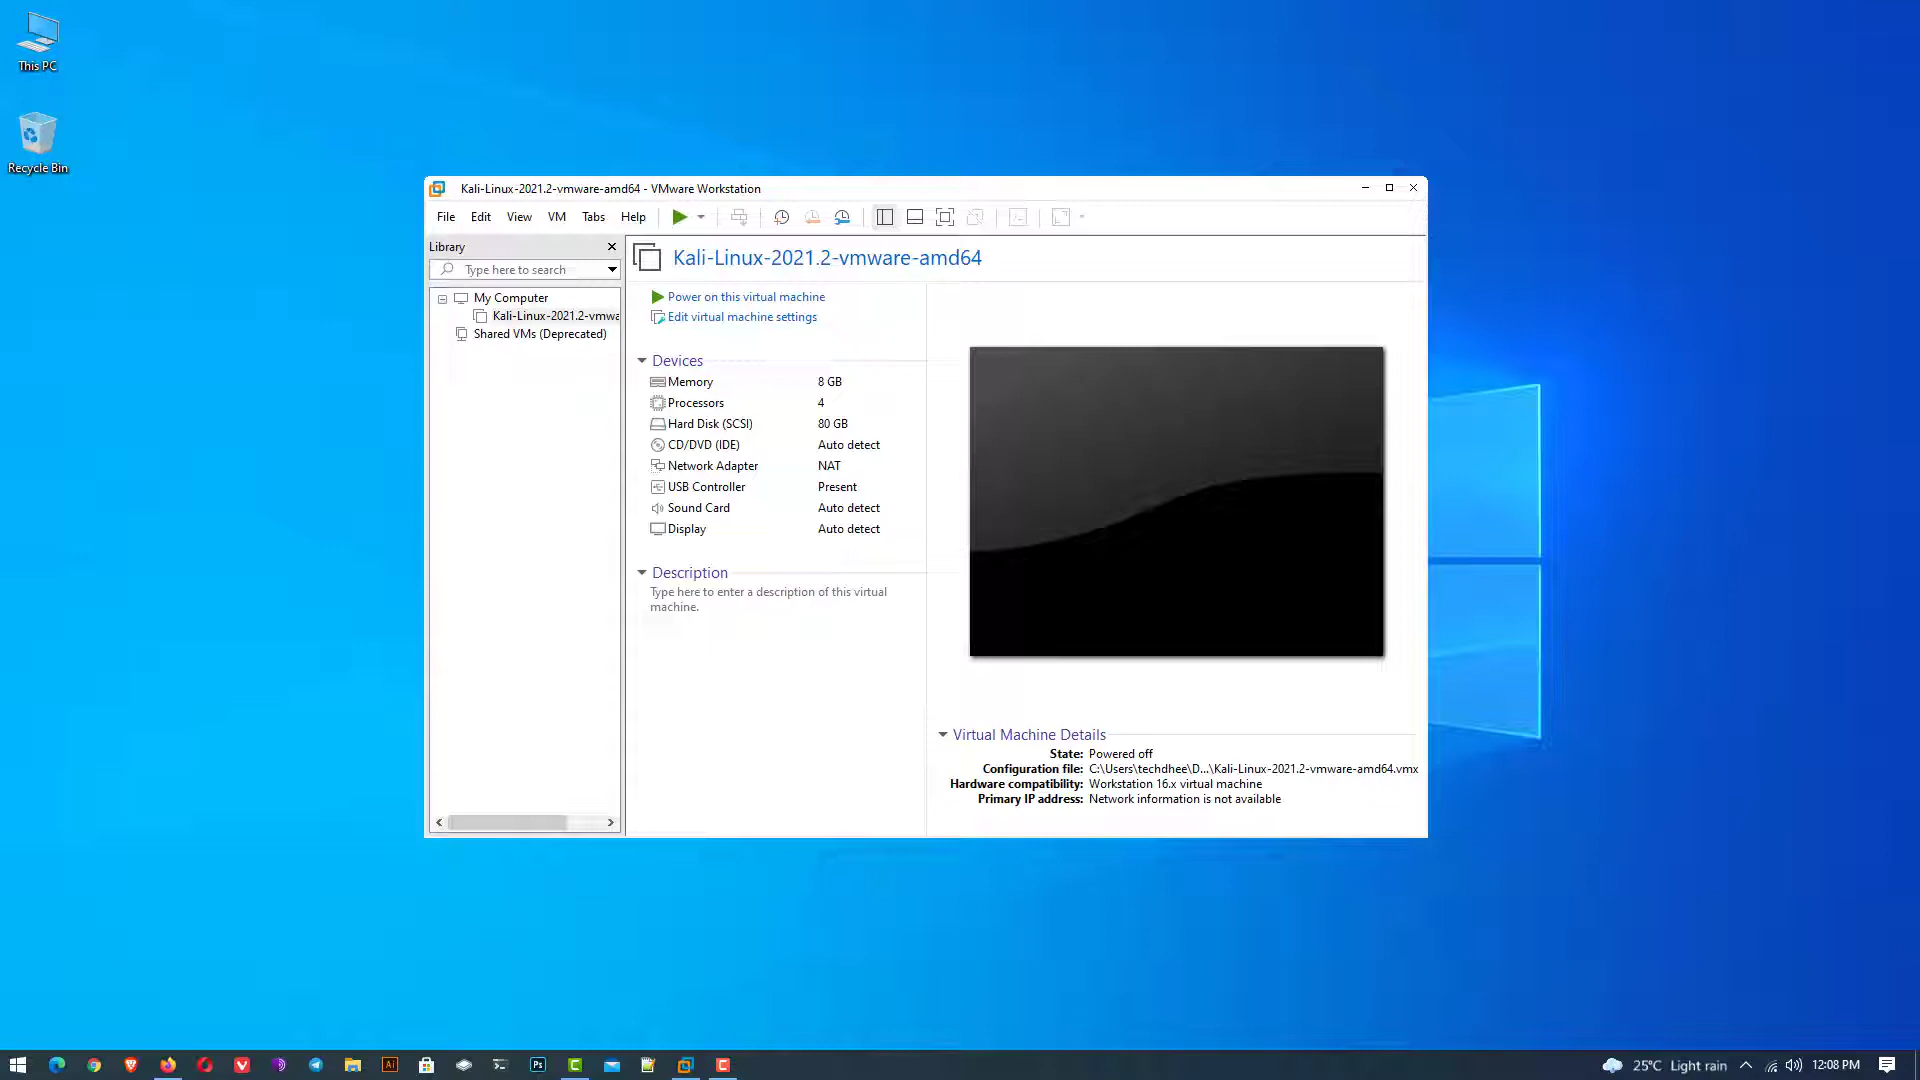 This PC
Recycle Bin
Kali-Linux-2021.2-vmware-amd64 - VMware Workstation
File Edit View VM Tabs Help
Library
Type here to search
My Computer
Kali-Linux-2021.2-vmwa
Shared VMs (Deprecated)
Kali-Linux-2021.2-vmware-amd64
Power on this virtual machine
Edit virtual machine settings
Devices
Memory 8 GB
Processors 4
Hard Disk (SCSI) 80 GB
CD/DVD (IDE) Auto detect
Network Adapter NAT
USB Controller Present
Sound Card Auto detect
Display Auto detect
Description
Type here to enter a description of this virtual
machine.
Virtual Machine Details
State: Powered off
Configuration file: C:\Users\techdhee\D...\Kali-Linux-2021.2-vmware-amd64.vmx
Hardware compatibility: Workstation 16.x virtual machine
Primary IP address: Network information is not available
Ai
Ps
25°C Light rain
12:08 PM